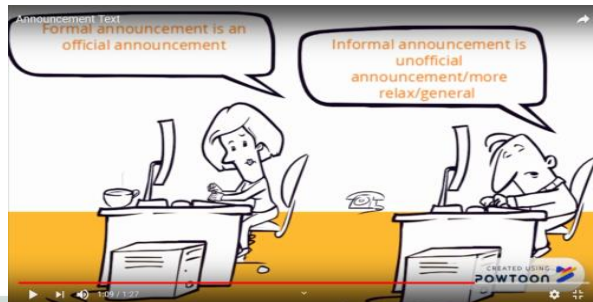 Announcement Text
Formal announcement is an
official announcement
Informal announcement is
unofficial
announcement/more
relax/general
CREATED USING
POWTOON
1:09 / 1:27